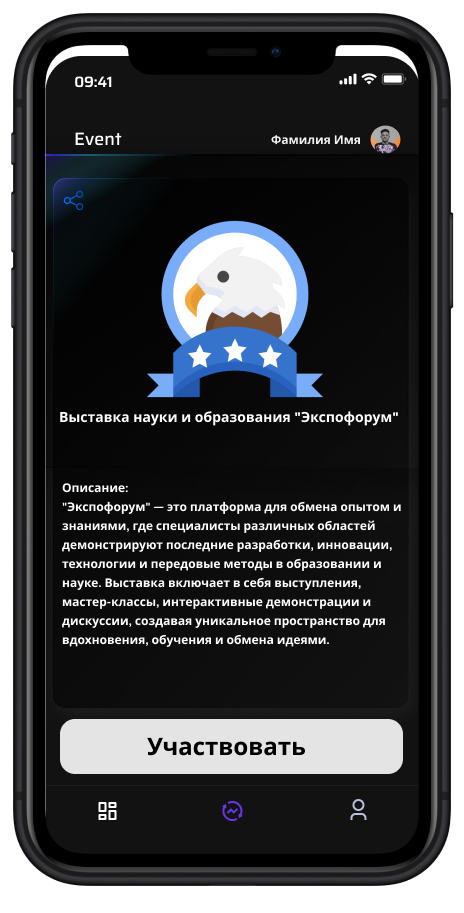 09:41
Event
Фамилия Имя
Выставка науки и образования "Экспофорум"
Описание:
"Экспофорум" — это платформа для обмена опытом и
знаниями, где специалисты различных областей
демонстрируют последние разработки, инновации,
технологии и передовые методы в образовании и
науке. Выставка включает в себя выступления,
мастер-классы, интерактивные демонстрации и
дискуссии, создавая уникальное пространство для
вдохновения, обучения и обмена идеями.
Участвовать